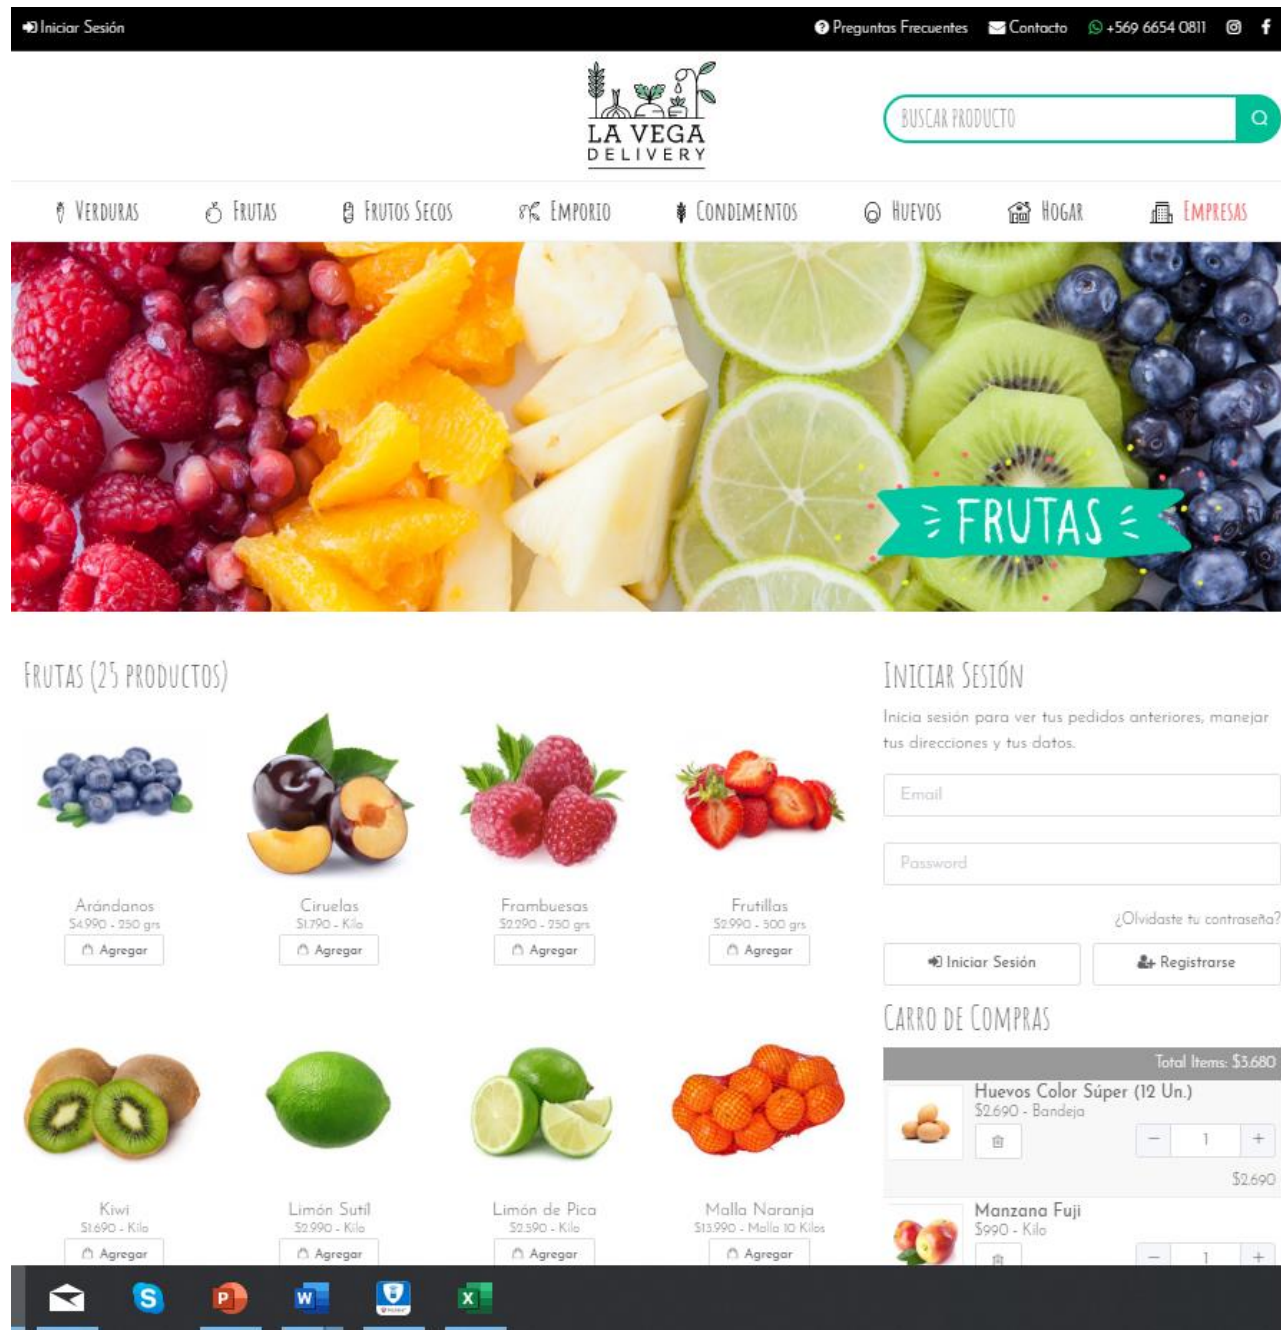 Iniciar Sesión
Preguntas Frecuentes
Contacto
+569 6654 0811
LA VEGA
DELIVERY
BUSCAR PRODUCTO
VERDURAS
FRUTAS
FRUTOS SECOS
EMPORIO
CONDIMENTOS
HUEVOS
HOGAR
EMPRESAS
FRUTAS
FRUTAS (25 PRODUCTOS)
Arándanos
$4.990 - 250 grs
Agregar
Ciruelas
$1.790 - Kilo
Agregar
Frambuesas
$2.290 - 250 grs
Agregar
Frutillas
$2.990 - 500 grs
Agregar
Kiwi
$1.690 - Kilo
Agregar
Limón Sutíl
$2.990 - Kilo
Agregar
Limón de Pica
$2.590 - Kilo
Agregar
Malla Naranja
$13.990 - Malla 10 Kilos
Agregar
INICIAR SESIÓN
Inicia sesión para ver tus pedidos anteriores, manejar
tus direcciones y tus datos.
Email
Password
¿Olvidaste tu contraseña?
Iniciar Sesión
Registrarse
CARRO DE COMPRAS
Total Items: $3.680
Huevos Color Súper (12 Un.)
$2.690 - Bandeja
1
$2.690
Manzana Fuji
$990 - Kilo
1